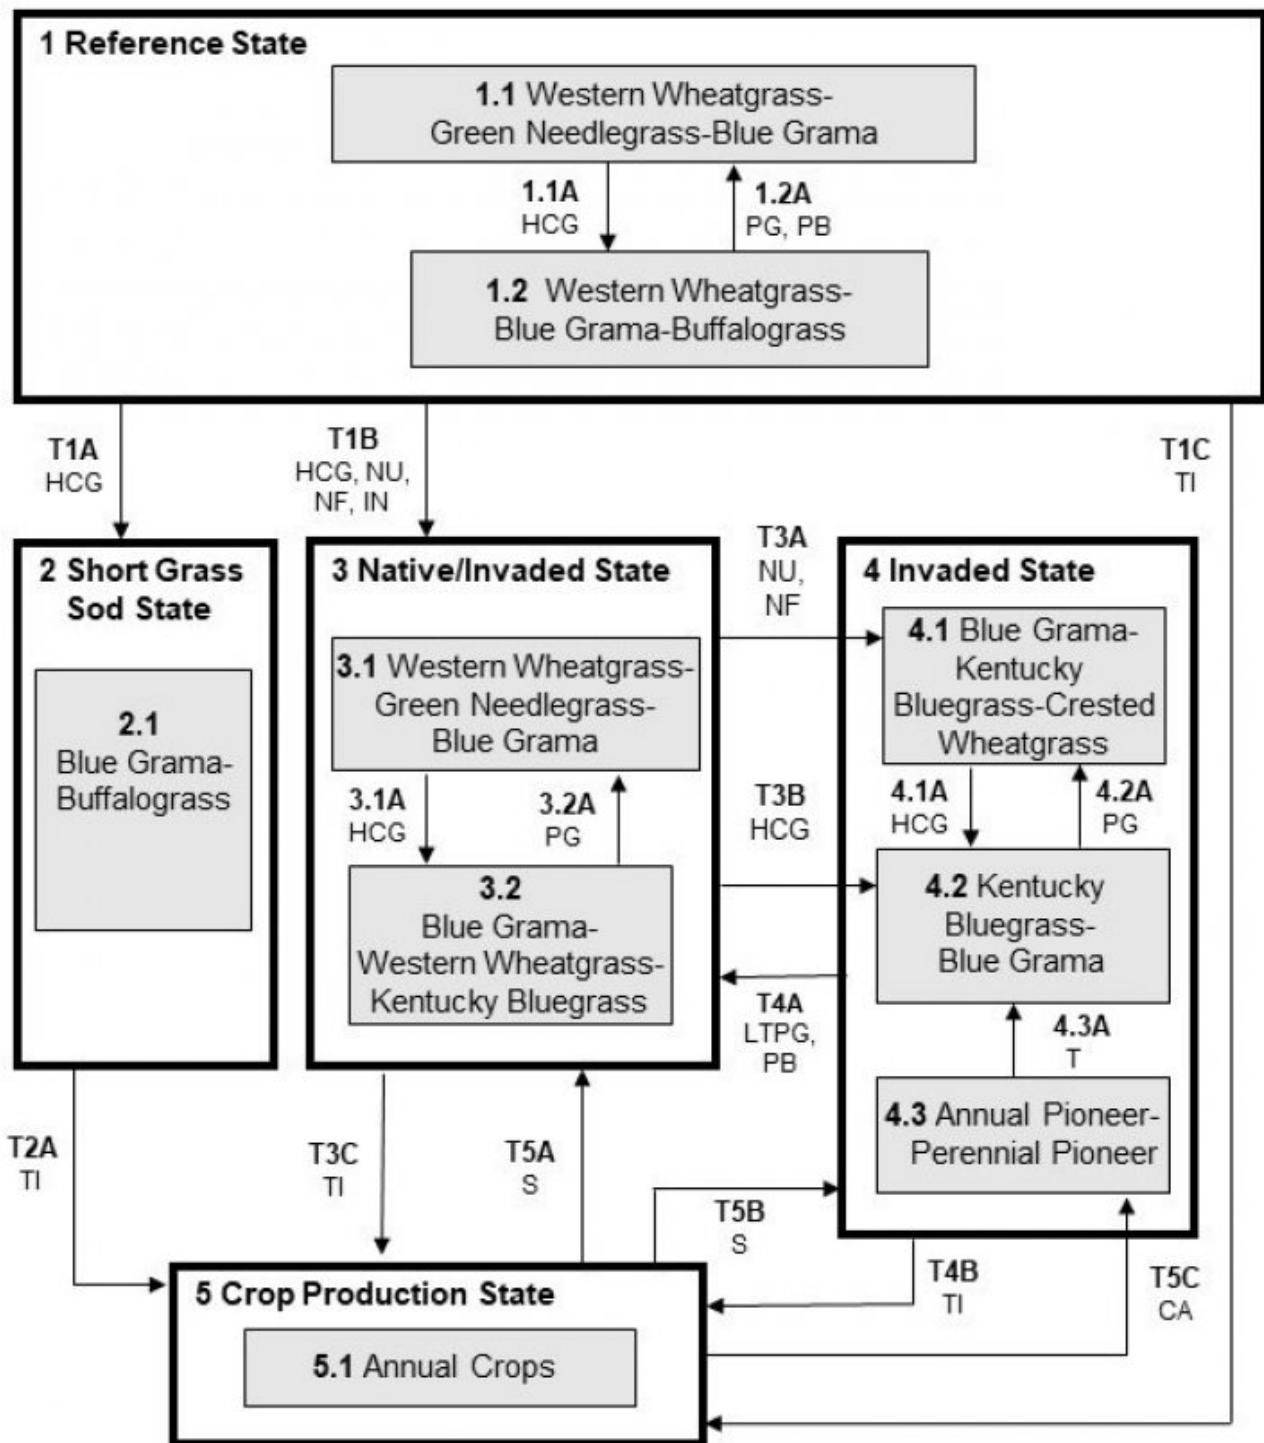 1 Reference State
1.1 Western Wheatgrass-
Green Needlegrass-Blue Grama
1.1A
HCG
1.2A
PG, PB
1.2 Western Wheatgrass-
Blue Grama-Buffalograss
T1A
HCG
T1B
HCG, NU,
NF, IN
T1C
TI
2 Short Grass
Sod State
2.1
Blue Grama-
Buffalograss
3 Native/Invaded State
3.1 Western Wheatgrass-
Green Needlegrass-
Blue Grama
3.1A
HCG
3.2A
PG
3.2
Blue Grama-
Western Wheatgrass-
Kentucky Bluegrass
T3A
NU,
NF
T3B
HCG
T4A
LTPG,
PB
4 Invaded State
4.1 Blue Grama-
Kentucky
Bluegrass-Crested
Wheatgrass
4.1A
HCG
4.2A
PG
4.2 Kentucky
Bluegrass-
Blue Grama
4.3A
T
4.3 Annual Pioneer-
Perennial Pioneer
T2A
TI
T3C
TI
T5A
S
T5B
S
T4B
TI
T5C
CA
5 Crop Production State
5.1 Annual Crops